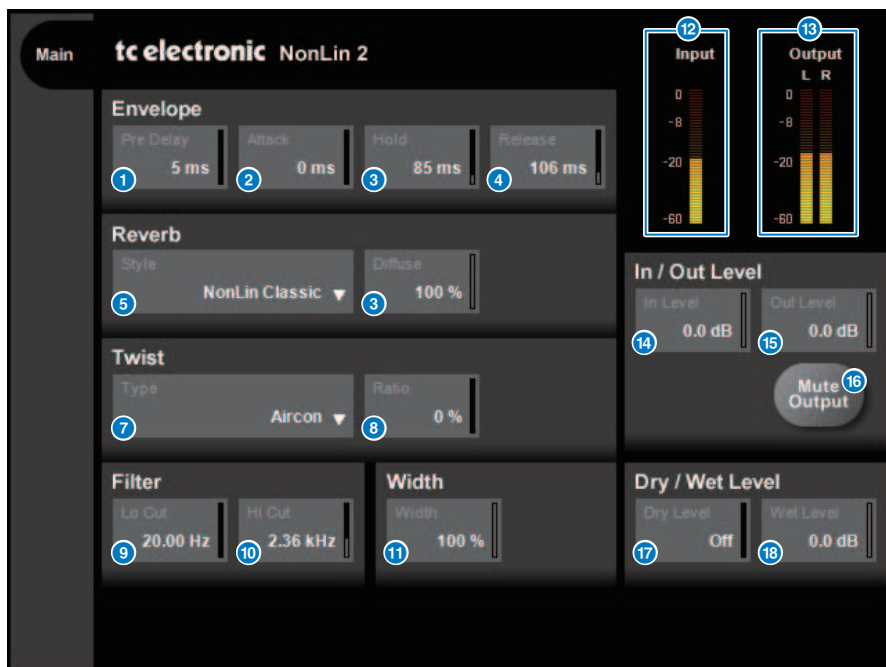 Main
tc electronic NonLin 2
Envelope
Pre Delay
5 ms
1
Attack
0 ms
2
Hold
85 ms
3
Release
106 ms
4
Reverb
Style
NonLin Classic
5
Diffuse
100 %
3
Twist
Type
Aircon
7
Ratio
0 %
8
Filter
Lo Cut
20.00 Hz
9
Hi Cut
2.36 kHz
10
Width
Width
100 %
11
12
Input
0
-8
-20
-60
13
Output
L R
0
-8
-20
-60
In / Out Level
In Level
0.0 dB
14
Out Level
0.0 dB
15
Mute
Output
16
Dry / Wet Level
Dry Level
Off
17
Wet Level
0.0 dB
18